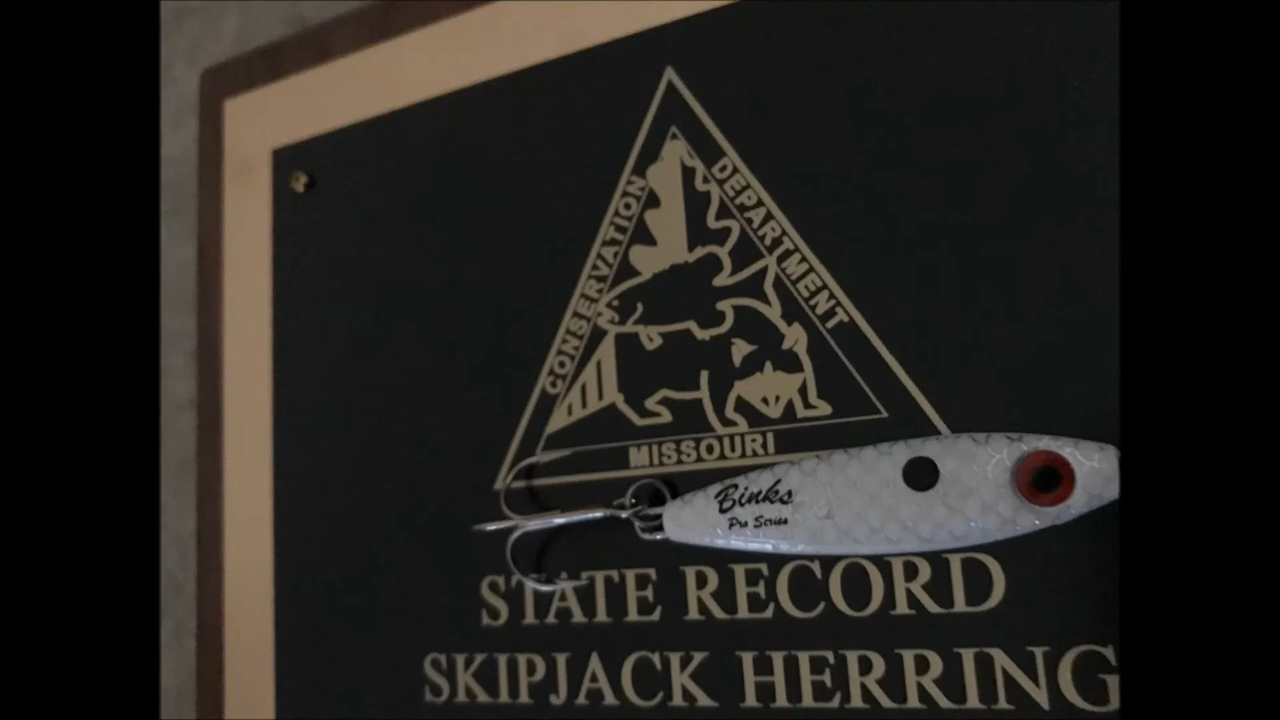 CONSERVATION
DEPARTMENT
MISSOURI
Binks
Pro Series
STATE RECORD
SKIPJACK HERRING